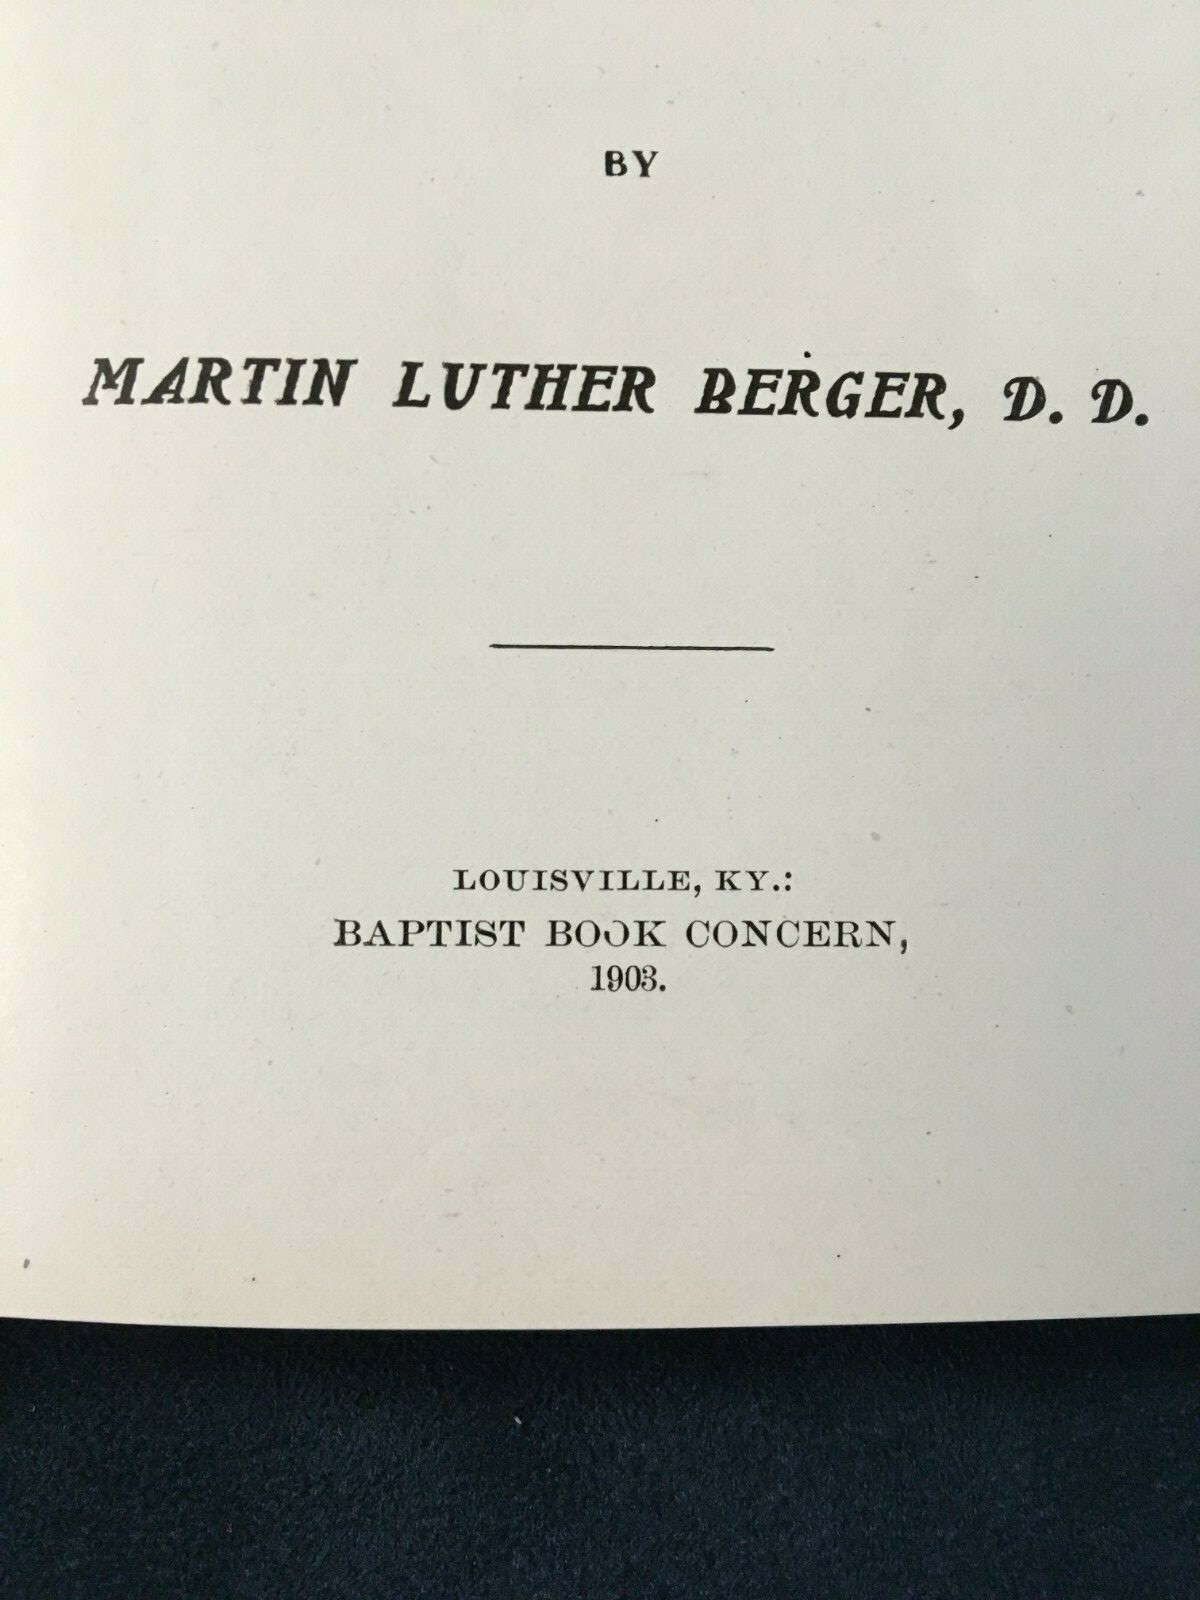 BY
MARTIN LUTHER BERGER, D. D.
LOUISVILLE, KY.:
BAPTIST BOOK CONCERN,
1903.